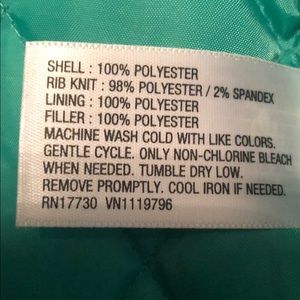 SHELL : 100% POLYESTER
RIB KNIT : 98% POLYESTER / 2% SPANDEX
LINING : 100% POLYESTER
FILLER : 100% POLYESTER
MACHINE WASH COLD WITH LIKE COLORS.
GENTLE CYCLE. ONLY NON-CHLORINE BLEACH
WHEN NEEDED. TUMBLE DRY LOW.
REMOVE PROMPTLY. COOL IRON IF NEEDED.
RN17730 VN1119796